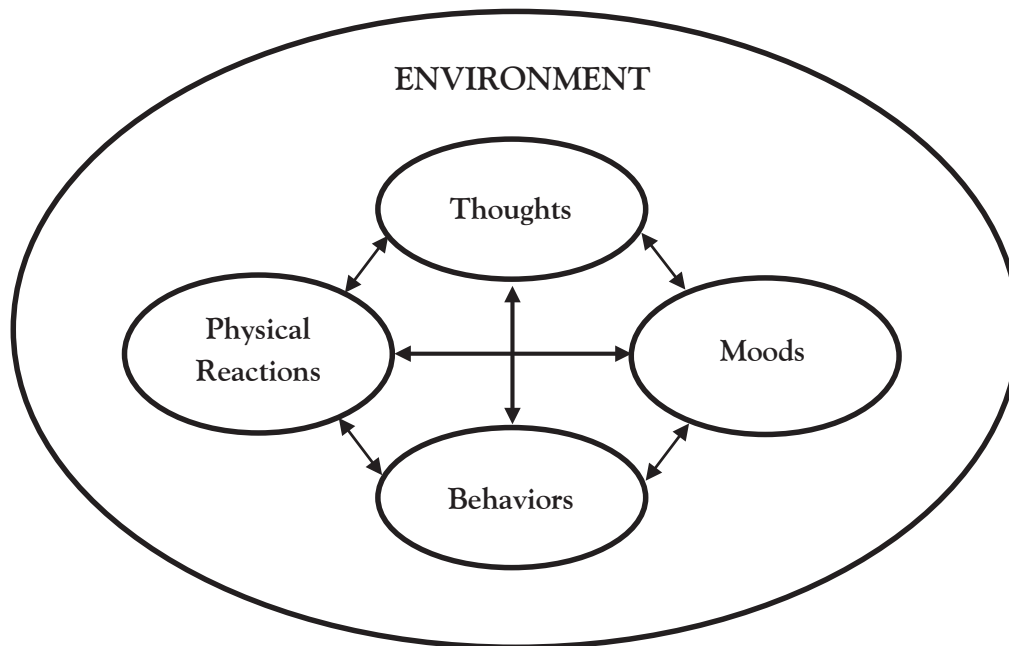 ENVIRONMENT
Thoughts
Physical
Reactions
Moods
Behaviors